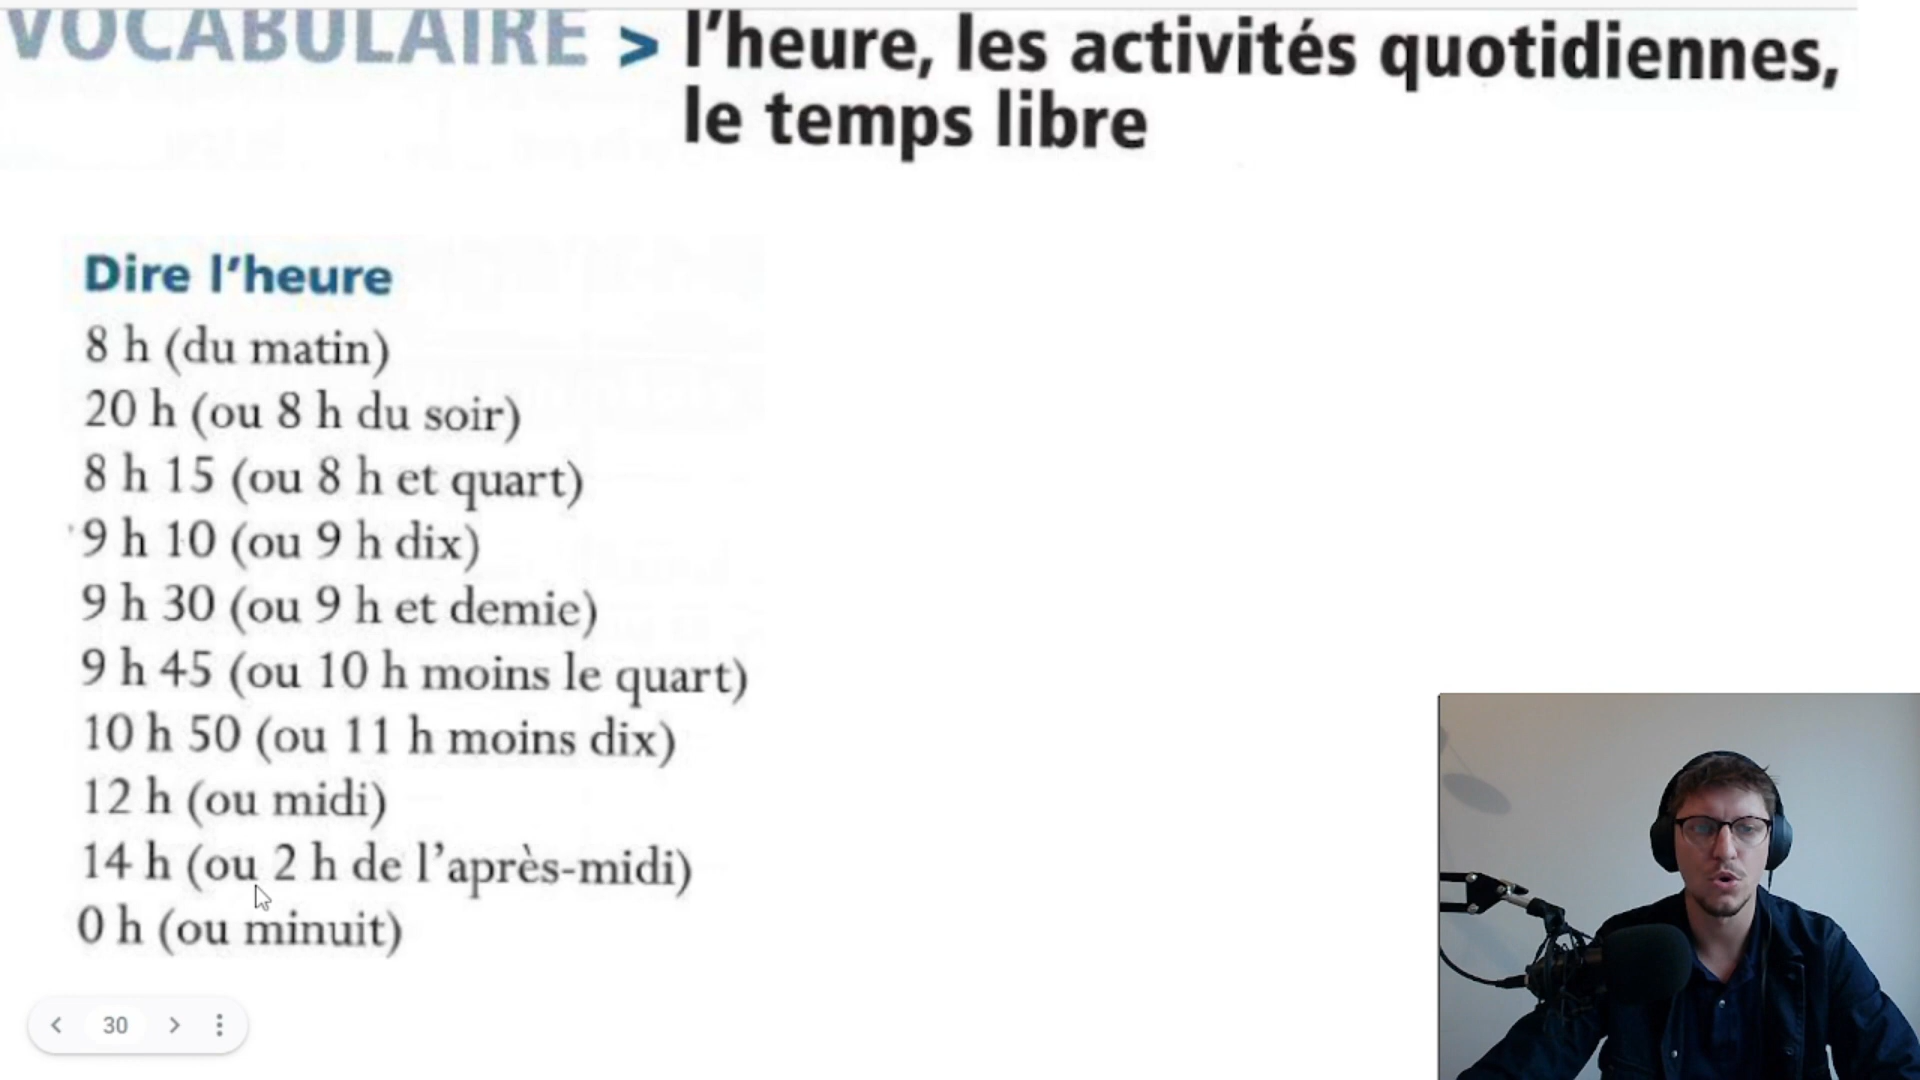 VOCABULAIRE > l'heure, les activités quotidiennes,
le temps libre
Dire l'heure
8 h (du matin)
20 h (ou 8 h du soir)
8 h 15 (ou 8 h et quart)
9 h 10 (ou 9 h dix)
9 h 30 (ou 9 h et demie)
9 h 45 (ou 10 h moins le quart)
10 h 50 (ou 11 h moins dix)
12 h (ou midi)
14 h (ou 2 h de l'après-midi)
0 h (ou minuit)
30